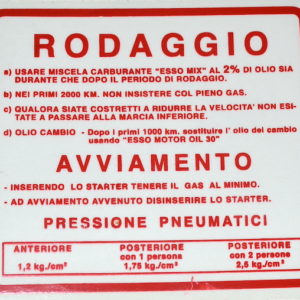 RODAGGIO
a) USARE MISCELA CARBURANTE "ESSO MIX" AL 2% DI OLIO SIA
DURANTE CHE DOPO IL PERIODO DI RODAGGIO.
b) NEI PRIMI 2000 KM. NON INSISTERE COL PIENO GAS.
c) QUALORA SIATE COSTRETTI A RIDURRE LA VELOCITA' NON ESI-
TATE A PASSARE ALLA MARCIA INFERIORE.
d) OLIO CAMBIO - Dopo i primi 1000 km. sostituire l' olio del cambio
usando "ESSO MOTOR OIL 30"
AVVIAMENTO
- INSERENDO LO STARTER TENERE IL GAS AL MINIMO.
- AD AVVIAMENTO AVVENUTO DISINSERIRE LO STARTER.
PRESSIONE PNEUMATICI
ANTERIORE
1,2 kg./cm²
POSTERIORE
con 1 persona
1,75 kg./cm²
POSTERIORE
con 2 persone
2,5 kg./cm²